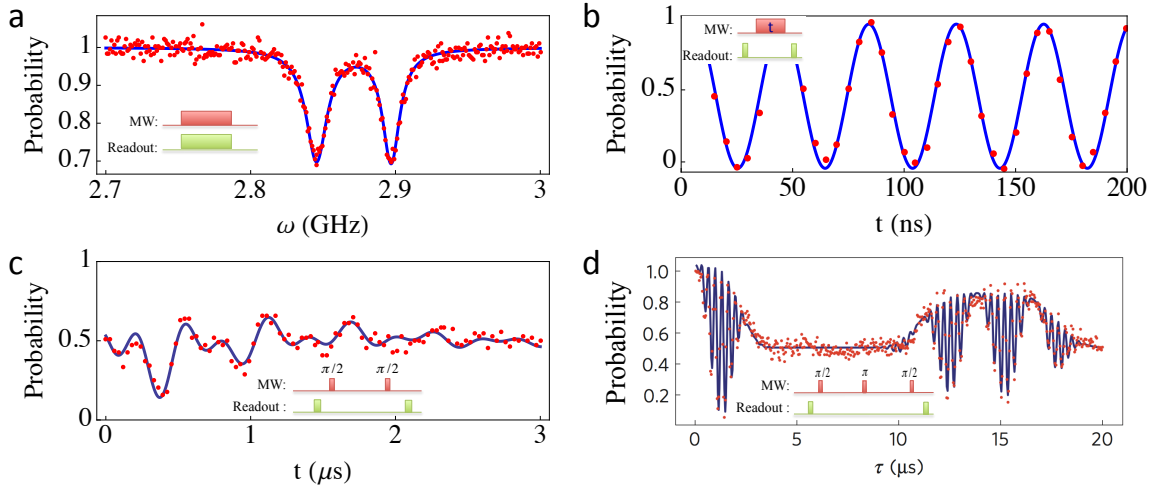 a
Probability
1
0.9
0.8
0.7
MW:
Readout:
2.7
2.8
2.9
3
ω (GHz)
b
Probability
1
0.5
0
MW:
t
Readout:
0
50
100
150
200
t (ns)
c
Probability
1
0.5
0
π/2
π/2
MW:
Readout :
0
1
2
3
t (μs)
d
Probability
1.0
0.8
0.6
0.4
0.2
π/2
π
π/2
MW:
Readout :
0
5
10
15
20
τ (μs)